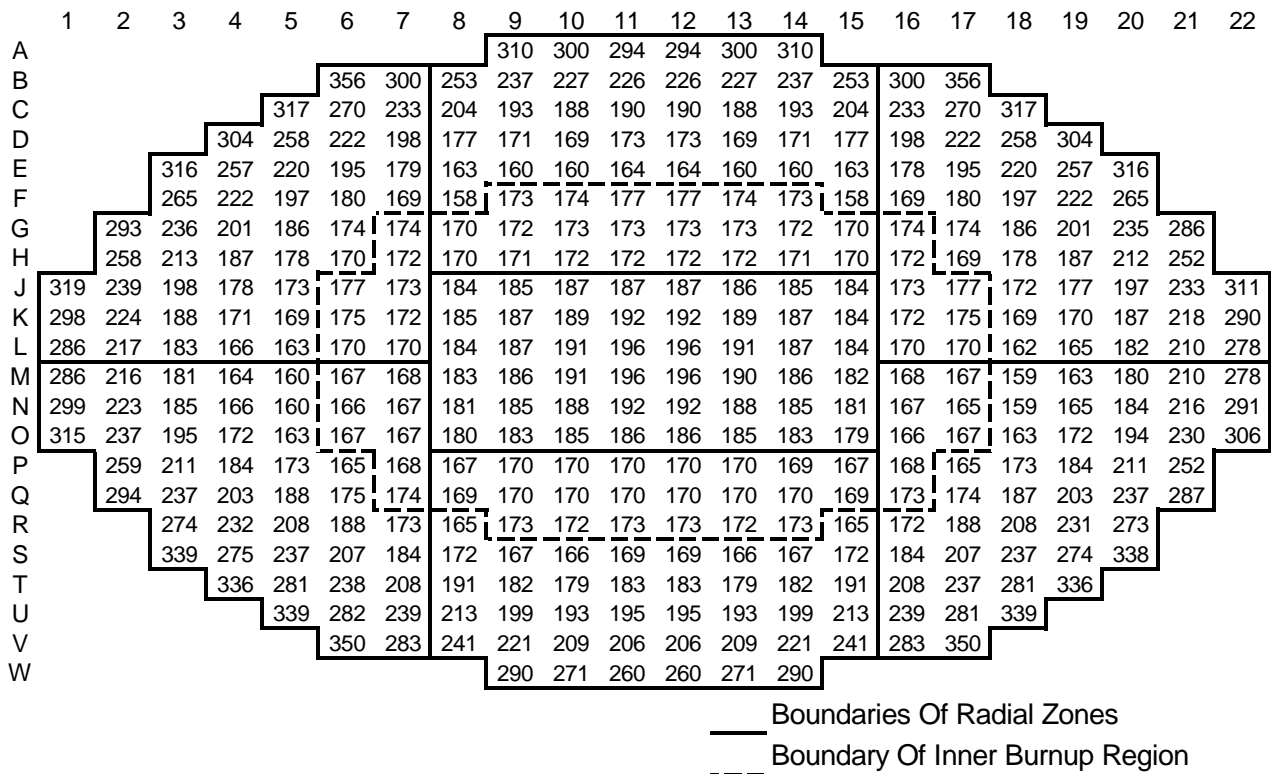 1 2 3 4 5 6 7 8 9 10 11 12 13 14 15 16 17 18 19 20 21 22
A 310 300 294 294 300 310
B 356 300 253 237 227 226 226 227 237 253 300 356
C 317 270 233 204 193 188 190 190 188 193 204 233 270 317
D 304 258 222 198 177 171 169 173 173 169 171 177 198 222 258 304
E 316 257 220 195 179 163 160 160 164 164 160 160 163 178 195 220 257 316
F 265 222 197 180 169 158 173 174 177 177 174 173 158 169 180 197 222 265
G 293 236 201 186 174 174 170 172 173 173 173 173 172 170 174 174 186 201 235 286
H 258 213 187 178 170 172 170 171 172 172 172 172 171 170 172 169 178 187 212 252
J 319 239 198 178 173 177 173 184 185 187 187 187 186 185 184 173 177 172 177 197 233 311
K 298 224 188 171 169 175 172 185 187 189 192 192 189 187 184 172 175 169 170 187 218 290
L 286 217 183 166 163 170 170 184 187 191 196 196 191 187 184 170 170 162 165 182 210 278
M 286 216 181 164 160 167 168 183 186 191 196 196 190 186 182 168 167 159 163 180 210 278
N 299 223 185 166 160 166 167 181 185 188 192 192 188 185 181 167 165 159 165 184 216 291
O 315 237 195 172 163 167 167 180 183 185 186 186 185 183 179 166 167 163 172 194 230 306
P 259 211 184 173 165 168 167 170 170 170 170 170 169 167 168 165 173 184 211 252
Q 294 237 203 188 175 174 169 170 170 170 170 170 170 169 173 174 187 203 237 287
R 274 232 208 188 173 165 173 172 173 173 172 173 165 172 188 208 231 273
S 339 275 237 207 184 172 167 166 169 169 166 167 172 184 207 237 274 338
T 336 281 238 208 191 182 179 183 183 179 182 191 208 237 281 336
U 339 282 239 213 199 193 195 195 193 199 213 239 281 339
V 350 283 241 221 209 206 206 209 221 241 283 350
W 290 271 260 260 271 290
Boundaries Of Radial Zones
Boundary Of Inner Burnup Region